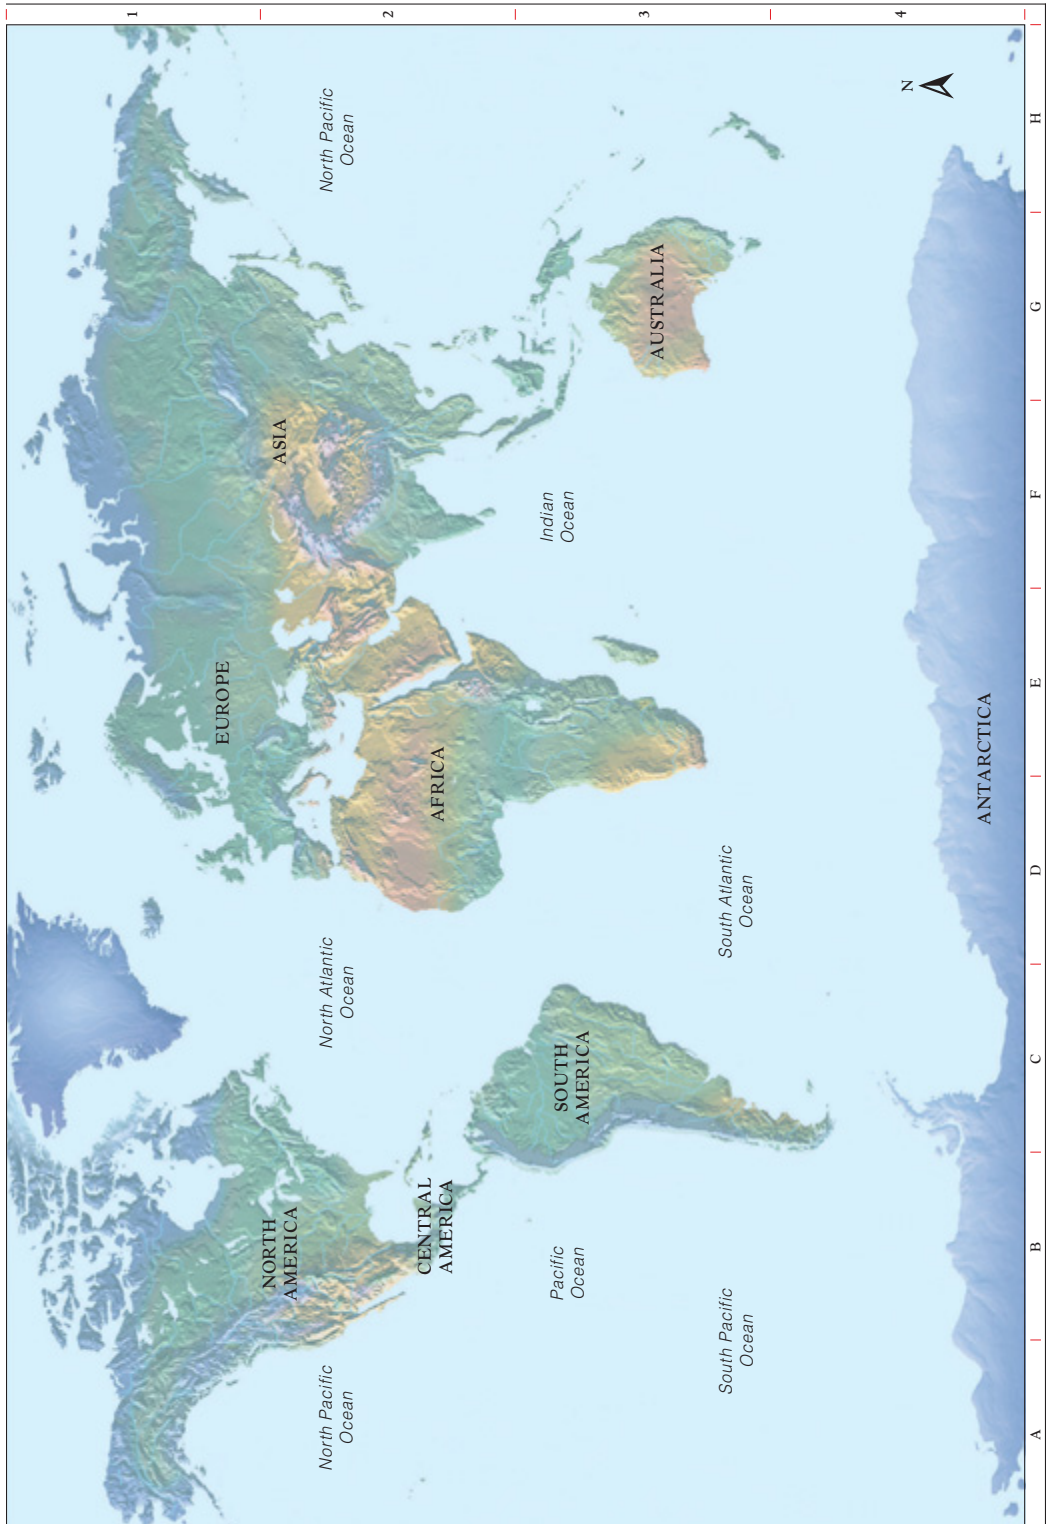 EUROPE
ASIA
NORTH
AMERICA
North Pacific
Ocean
North Atlantic
Ocean
North Pacific
Ocean
CENTRAL
AMERICA
AFRICA
Pacific
Ocean
SOUTH
AMERICA
Indian
Ocean
AUSTRALIA
South Pacific
Ocean
South Atlantic
Ocean
N
ANTARCTICA
1
2
3
4
A
B
C
D
E
F
G
H